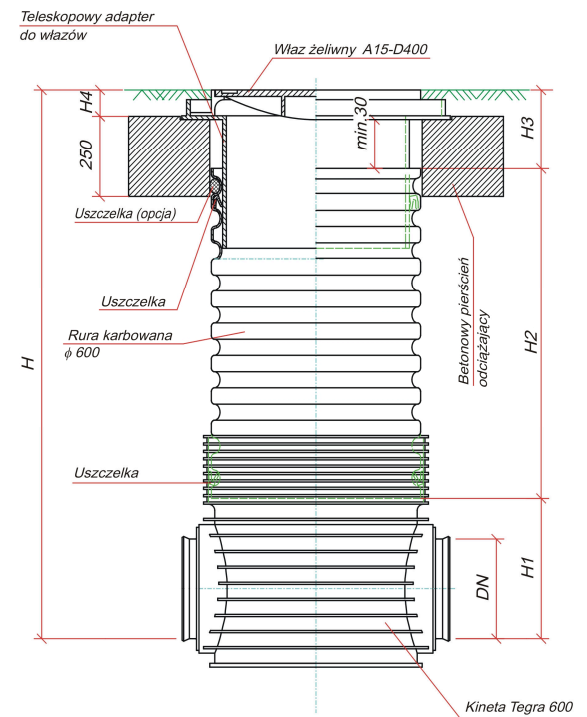 Teleskopowy adapter
do włazów
Właz żeliwny A15-D400
H4
250
min.30
H3
Uszczelka (opcja)
Uszczelka
Rura karbowana
ϕ 600
Betonowy pierścień
odciążający
H
H2
Uszczelka
DN
H1
Kineta Tegra 600